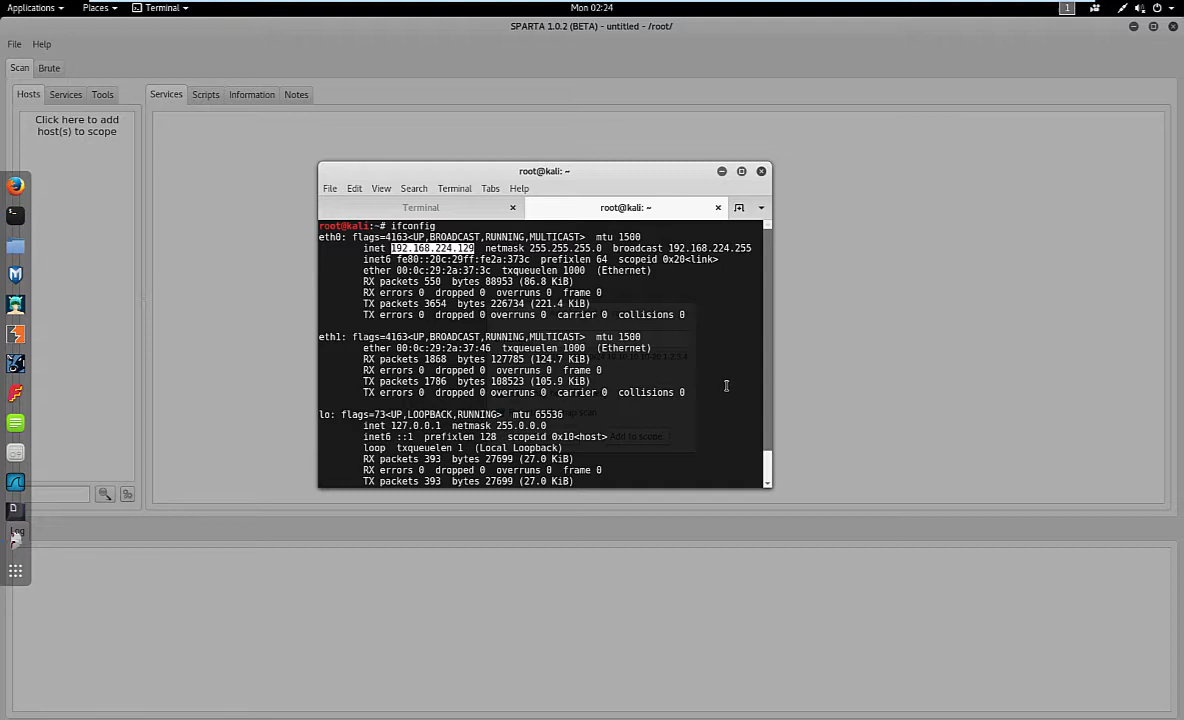 Applications Places Terminal Mon 02:24 1
SPARTA 1.0.2 (BETA) - untitled - /root/
File Help
Scan Brute
Hosts Services Tools Services Scripts Information Notes
Click here to add
host(s) to scope
root@kali: ~
File Edit View Search Terminal Tabs Help
Terminal root@kali: ~
root@kali:~# ifconfig
eth0: flags=4163<UP,BROADCAST,RUNNING,MULTICAST> mtu 1500
inet 192.168.224.129 netmask 255.255.255.0 broadcast 192.168.224.255
inet6 fe80::20c:29ff:fe2a:373c prefixlen 64 scopeid 0x20<link>
ether 00:0c:29:2a:37:3c txqueuelen 1000 (Ethernet)
RX packets 550 bytes 88953 (86.8 KiB)
RX errors 0 dropped 0 overruns 0 frame 0
TX packets 3654 bytes 226734 (221.4 KiB)
TX errors 0 dropped 0 overruns 0 carrier 0 collisions 0
eth1: flags=4163<UP,BROADCAST,RUNNING,MULTICAST> mtu 1500
ether 00:0c:29:2a:37:46 txqueuelen 1000 (Ethernet)
RX packets 1868 bytes 127785 (124.7 KiB)
RX errors 0 dropped 0 overruns 0 frame 0
TX packets 1786 bytes 108523 (105.9 KiB)
TX errors 0 dropped 0 overruns 0 carrier 0 collisions 0
lo: flags=73<UP,LOOPBACK,RUNNING> mtu 65536
inet 127.0.0.1 netmask 255.0.0.0
inet6 ::1 prefixlen 128 scopeid 0x10<host>
Add to scope
loop txqueuelen 1 (Local Loopback)
RX packets 393 bytes 27699 (27.0 KiB)
RX errors 0 dropped 0 overruns 0 frame 0
TX packets 393 bytes 27699 (27.0 KiB)
Log